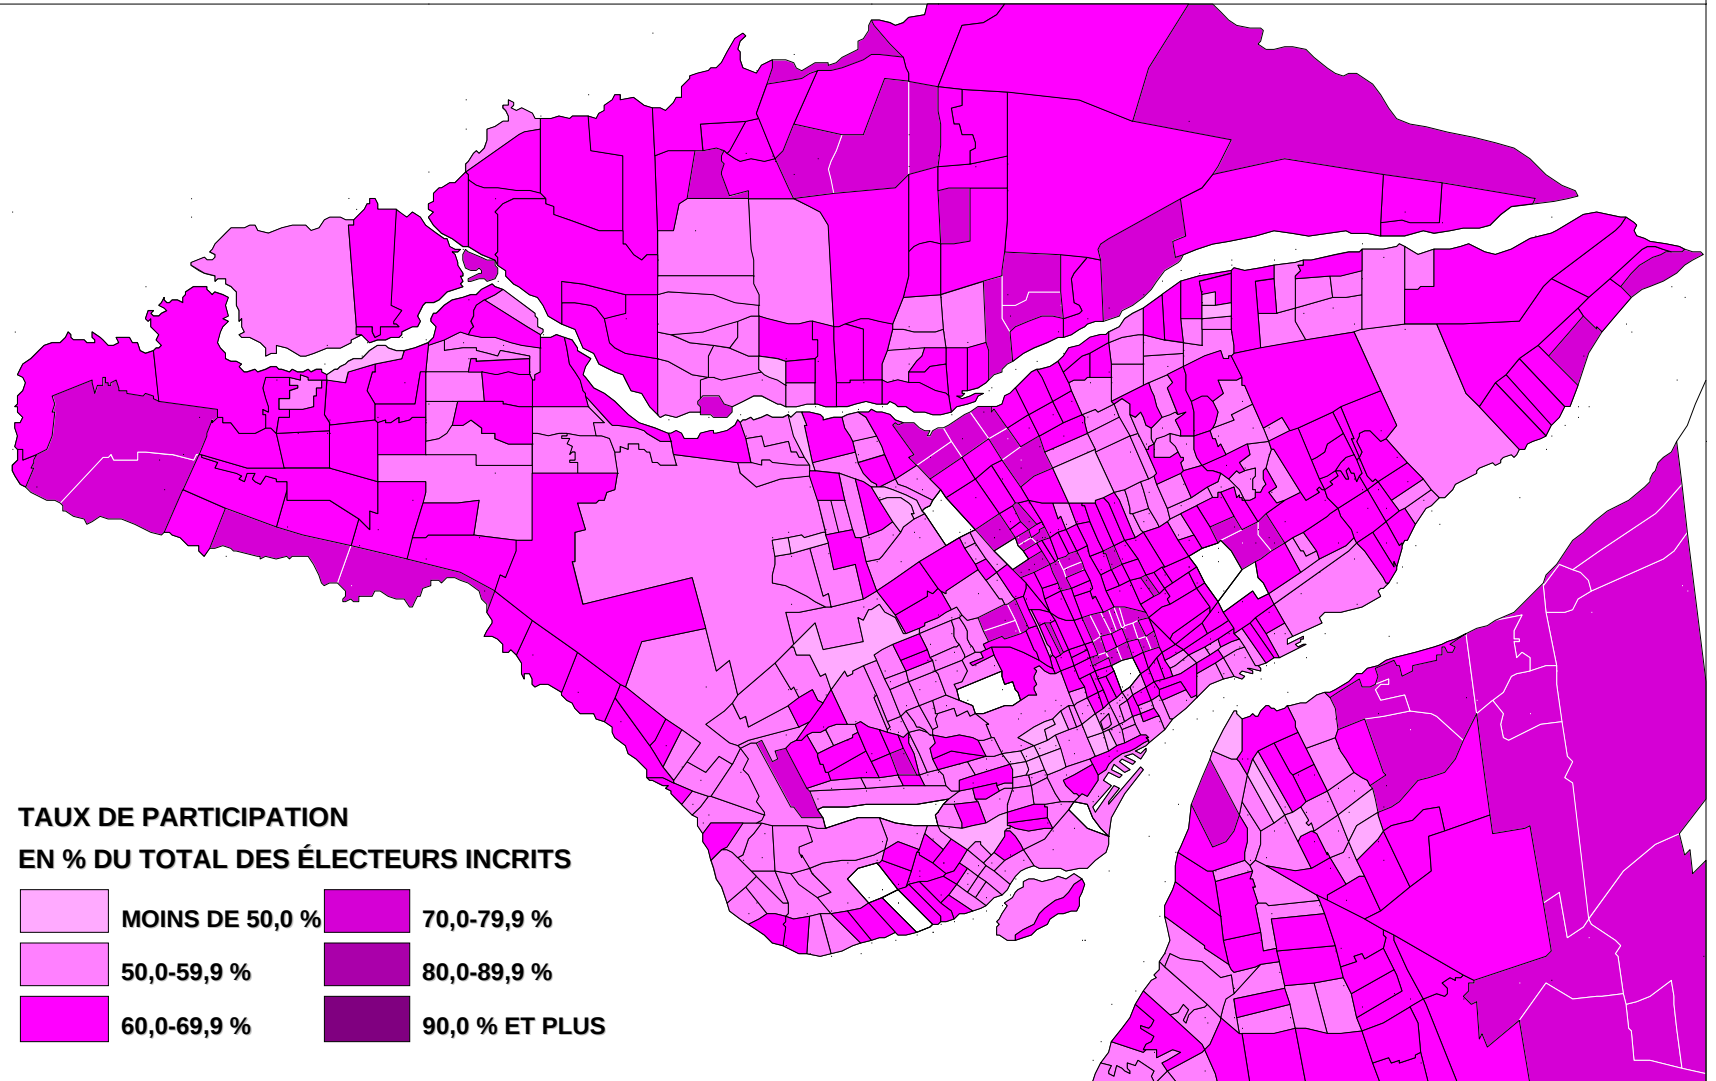 TAUX DE PARTICIPATION
EN % DU TOTAL DES ÉLECTEURS INCRITS
MOINS DE 50,0 %
50,0-59,9 %
60,0-69,9 %
70,0-79,9 %
80,0-89,9 %
90,0 % ET PLUS